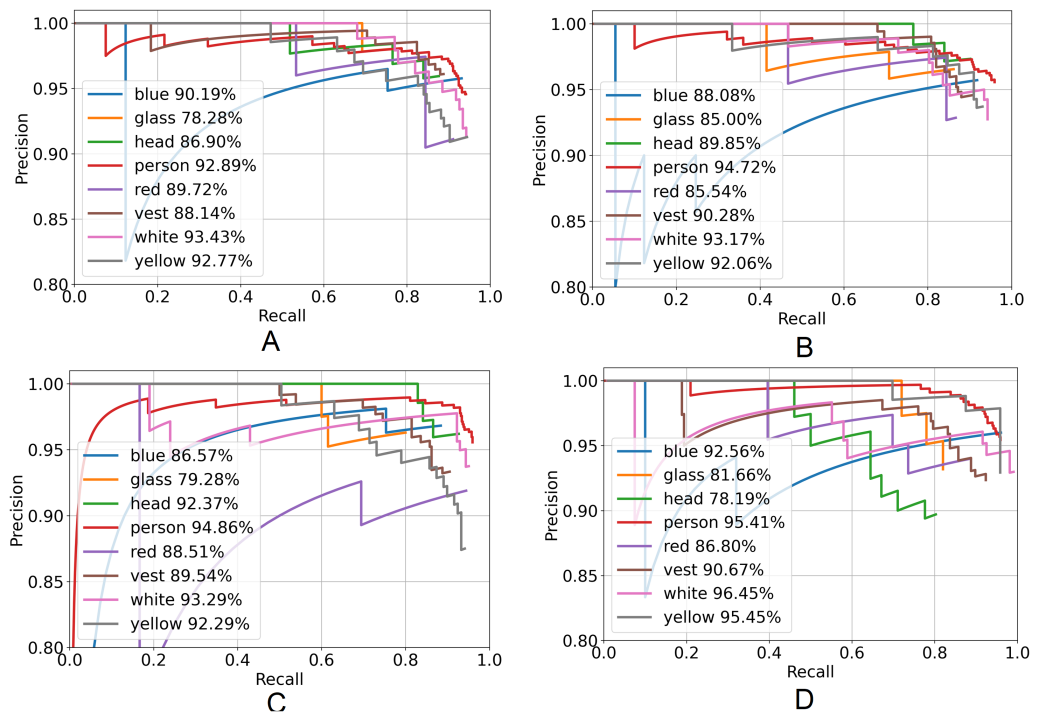 1.00
0.95
0.90
0.85
0.80
Precision
blue 90.19%
glass 78.28%
head 86.90%
person 92.89%
red 89.72%
vest 88.14%
white 93.43%
yellow 92.77%
0.0 0.2 0.4 0.6 0.8 1.0
Recall
A
1.00
0.95
0.90
0.85
0.80
Precision
blue 88.08%
glass 85.00%
head 89.85%
person 94.72%
red 85.54%
vest 90.28%
white 93.17%
yellow 92.06%
0.0 0.2 0.4 0.6 0.8 1.0
Recall
B
1.00
0.95
0.90
0.85
0.80
Precision
blue 86.57%
glass 79.28%
head 92.37%
person 94.86%
red 88.51%
vest 89.54%
white 93.29%
yellow 92.29%
0.0 0.2 0.4 0.6 0.8 1.0
Recall
C
1.00
0.95
0.90
0.85
0.80
Precision
blue 92.56%
glass 81.66%
head 78.19%
person 95.41%
red 86.80%
vest 90.67%
white 96.45%
yellow 95.45%
0.0 0.2 0.4 0.6 0.8 1.0
Recall
D